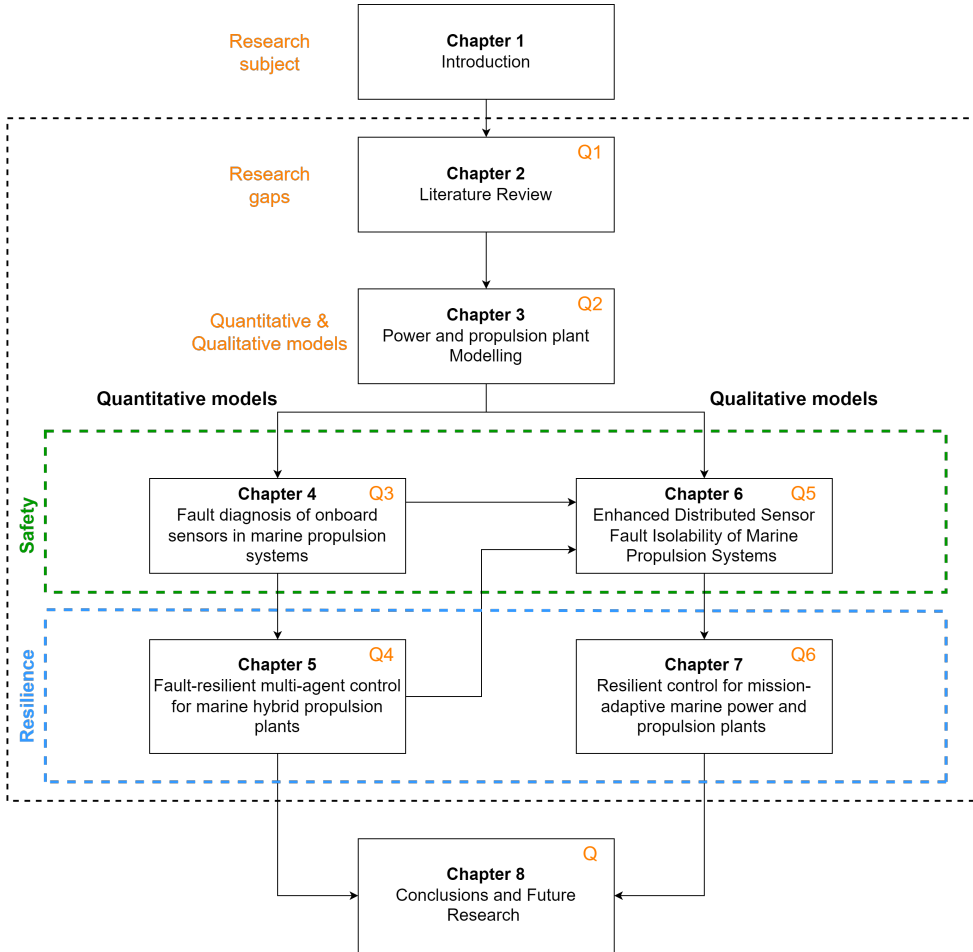 Research
subject
Chapter 1
Introduction
Research
gaps
Q1
Chapter 2
Literature Review
Quantitative &
Qualitative models
Q2
Chapter 3
Power and propulsion plant
Modelling
Quantitative models
Qualitative models
Safety
Q3
Chapter 4
Fault diagnosis of onboard
sensors in marine propulsion
systems
Q5
Chapter 6
Enhanced Distributed Sensor
Fault Isolability of Marine
Propulsion Systems
Resilience
Q4
Chapter 5
Fault-resilient multi-agent control
for marine hybrid propulsion
plants
Q6
Chapter 7
Resilient control for mission-
adaptive marine power and
propulsion plants
Q
Chapter 8
Conclusions and Future
Research